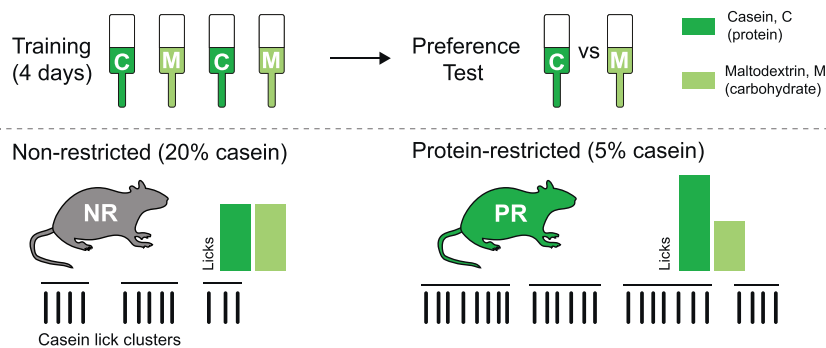 Training
(4 days)
C M C M
Preference
Test
C vs M
Casein, C
(protein)
Maltodextrin, M
(carbohydrate)
Non-restricted (20% casein)
NR
Licks
Casein lick clusters
Protein-restricted (5% casein)
PR
Licks